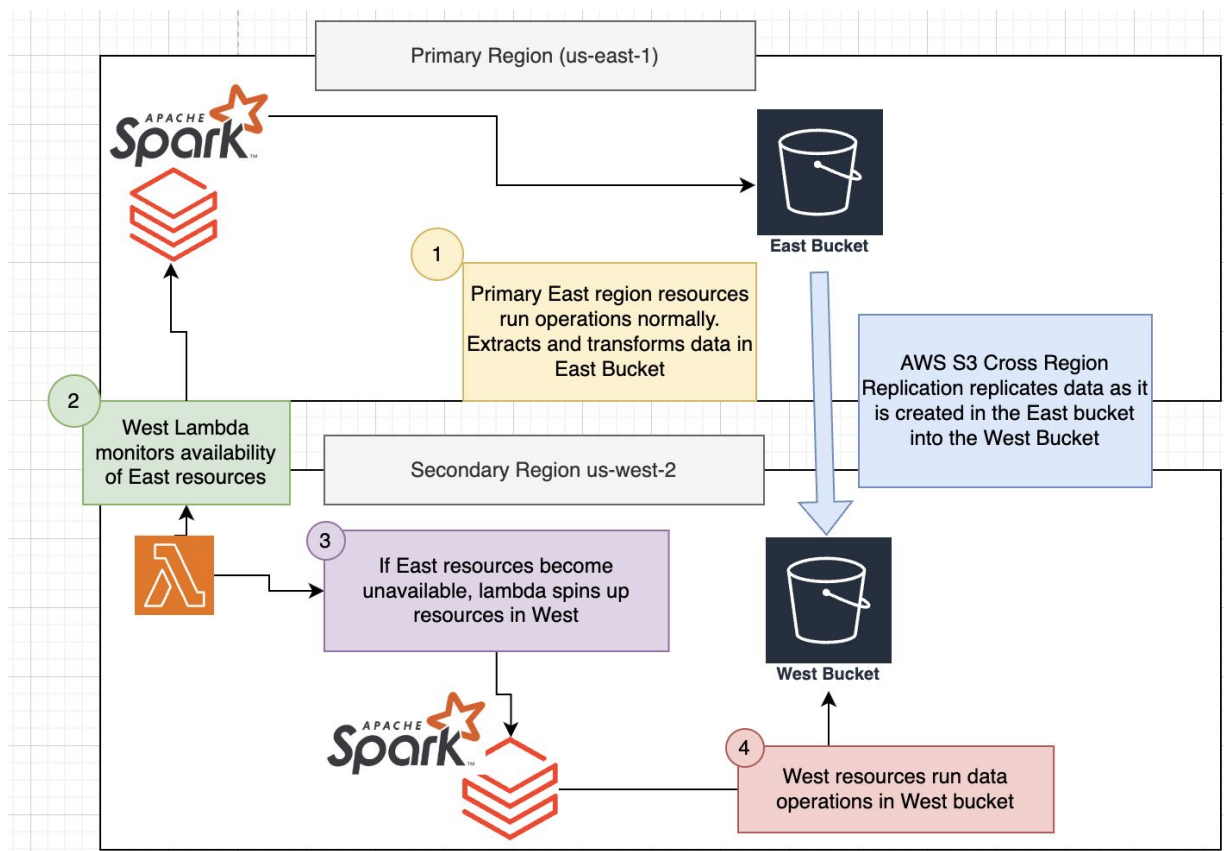 Primary Region (us-east-1)
APACHE
Spark™
East Bucket
1
Primary East region resources
run operations normally.
Extracts and transforms data in
East Bucket
AWS S3 Cross Region
Replication replicates data as it
is created in the East bucket
into the West Bucket
2
West Lambda
monitors availability
of East resources
Secondary Region us-west-2
3
If East resources become
unavailable, lambda spins up
resources in West
West Bucket
APACHE
Spark™
4
West resources run data
operations in West bucket